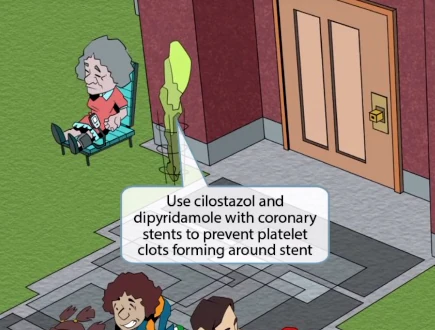 Use cilostazol and
dipyridamole with coronary
stents to prevent platelet
clots forming around stent